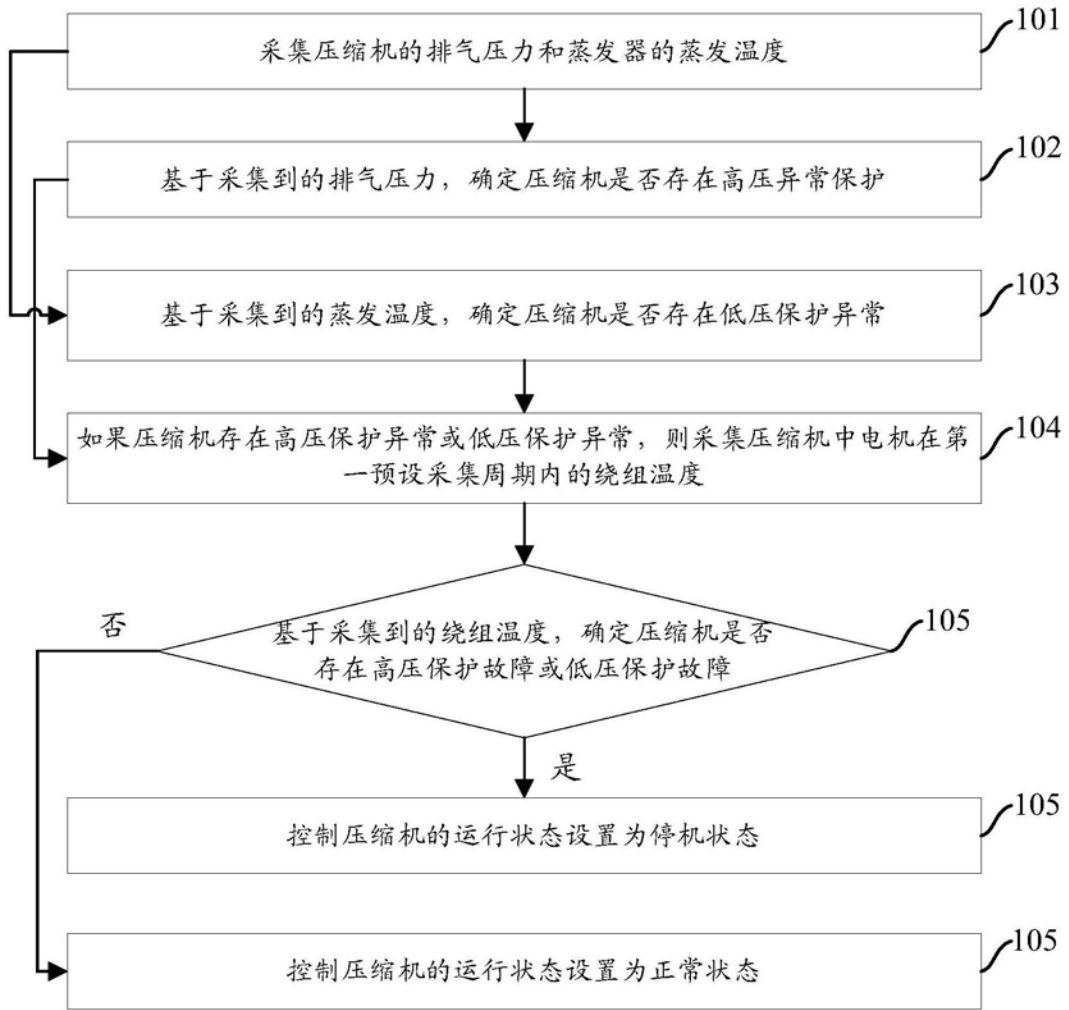 101
采集压缩机的排气压力和蒸发器的蒸发温度
102
基于采集到的排气压力，确定压缩机是否存在高压异常保护
103
基于采集到的蒸发温度，确定压缩机是否存在低压保护异常
104
如果压缩机存在高压保护异常或低压保护异常，则采集压缩机中电机在第
一预设采集周期内的绕组温度
105
否
基于采集到的绕组温度，确定压缩机是否
存在高压保护故障或低压保护故障
是
105
控制压缩机的运行状态设置为停机状态
105
控制压缩机的运行状态设置为正常状态